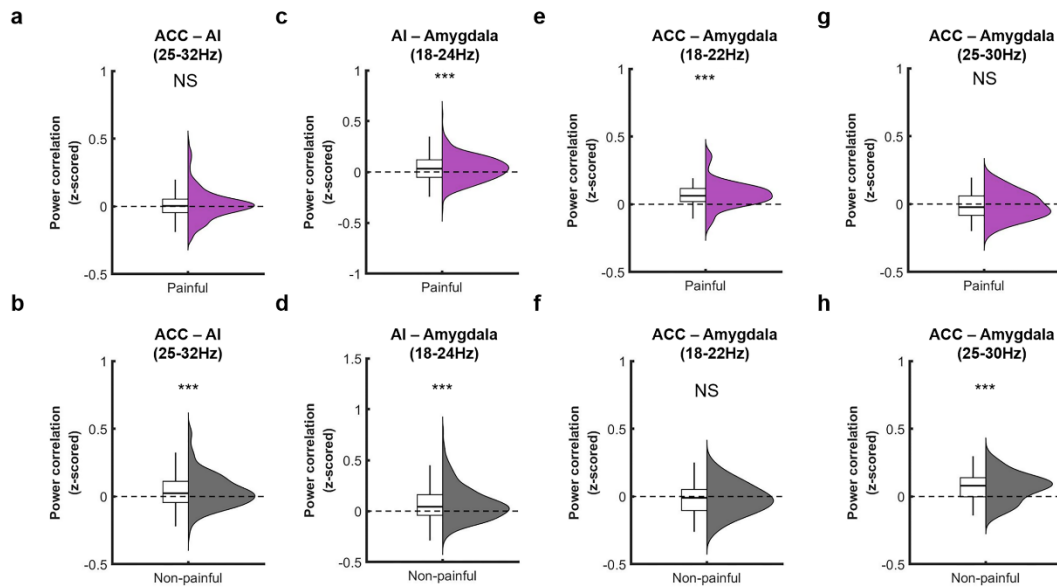 a
ACC – AI
(25-32Hz)
NS
1
0.5
0
-0.5
Power correlation
(z-scored)
Painful
c
AI – Amygdala
(18-24Hz)
***
1
0.5
0
-0.5
-1
Power correlation
(z-scored)
Painful
e
ACC – Amygdala
(18-22Hz)
***
1
0.5
0
-0.5
Power correlation
(z-scored)
Painful
g
ACC – Amygdala
(25-30Hz)
NS
1
0.5
0
-0.5
Power correlation
(z-scored)
Painful
b
ACC – AI
(25-32Hz)
***
1
0.5
0
-0.5
Power correlation
(z-scored)
Non-painful
d
AI – Amygdala
(18-24Hz)
***
1.5
1
0.5
0
-0.5
Power correlation
(z-scored)
Non-painful
f
ACC – Amygdala
(18-22Hz)
NS
1
0.5
0
-0.5
Power correlation
(z-scored)
Non-painful
h
ACC – Amygdala
(25-30Hz)
***
1
0.5
0
-0.5
Power correlation
(z-scored)
Non-painful